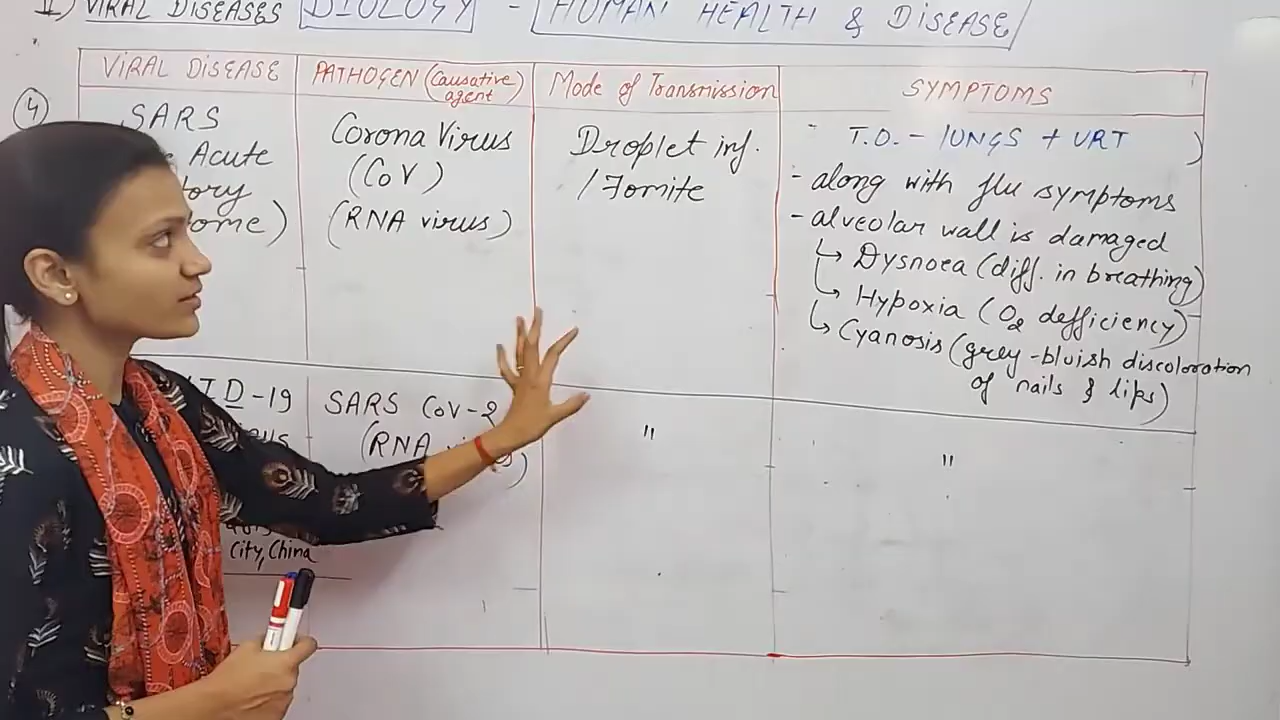 II) VIRAL DISEASES BIOLOGY - HUMAN HEALTH & DISEASE
VIRAL DISEASE
PATHOGEN (Causative agent)
Mode of Transmission
SYMPTOMS
4)
SARS
Acute
Corona Virus
(CoV)
(RNA virus)
Droplet inf.
/Fomite
T.O. - lUNGS + URT
- along with flu symptoms
- alveolar wall is damaged
↳ Dysnoea (diff. in breathing)
↳ Hypoxia (O2 defficiency)
↳ Cyanosis (grey-bluish discoloration
of nails & lips)
-19
SARS CoV-2
(RNA
"
"
City, China